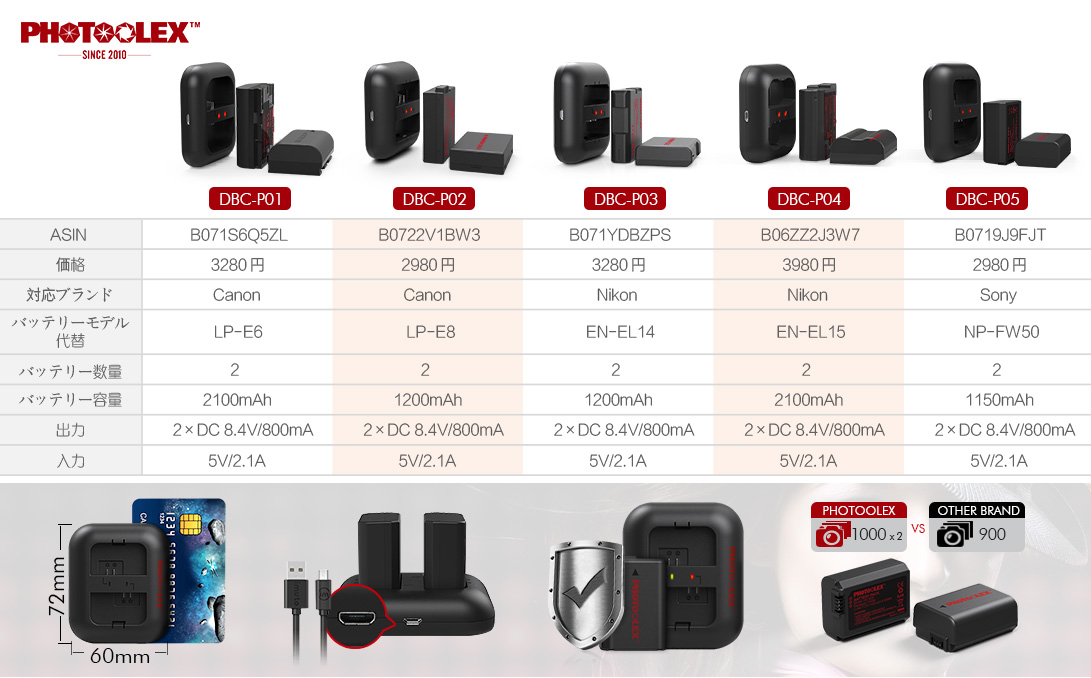 PHOTOOLEX™
SINCE 2010
DBC-P01 DBC-P02 DBC-P03 DBC-P04 DBC-P05
ASIN B071S6Q5ZL B0722V1BW3 B071YDBZPS B06ZZ2J3W7 B0719J9FJT
価格 3280円 2980円 3280円 3980円 2980円
対応ブランド Canon Canon Nikon Nikon Sony
バッテリーモデル
代替 LP-E6 LP-E8 EN-EL14 EN-EL15 NP-FW50
バッテリー数量 2 2 2 2 2
バッテリー容量 2100mAh 1200mAh 1200mAh 2100mAh 1150mAh
出力 2×DC 8.4V/800mA 2×DC 8.4V/800mA 2×DC 8.4V/800mA 2×DC 8.4V/800mA 2×DC 8.4V/800mA
入力 5V/2.1A 5V/2.1A 5V/2.1A 5V/2.1A 5V/2.1A
72mm
60mm
PHOTOOLEX
PHOTOOLEX VS OTHER BRAND
1000 x 2 900
PHOTOOLEX
PHOTOOLEX